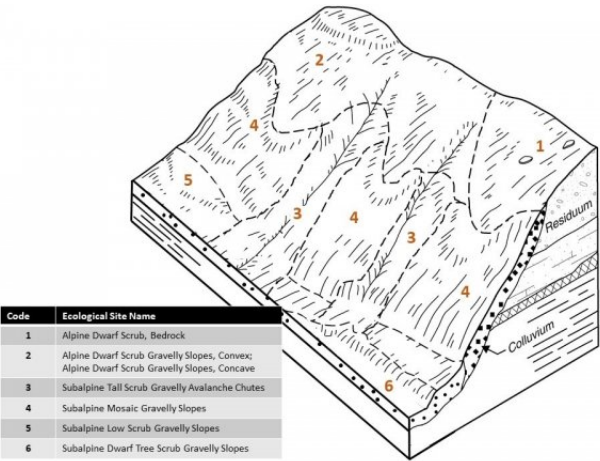 2
1
4
5
3
4
3
4
6
Residuum
Colluvium
Code Ecological Site Name
1 Alpine Dwarf Scrub, Bedrock
2 Alpine Dwarf Scrub Gravelly Slopes, Convex;
Alpine Dwarf Scrub Gravelly Slopes, Concave
3 Subalpine Tall Scrub Gravelly Avalanche Chutes
4 Subalpine Mosaic Gravelly Slopes
5 Subalpine Low Scrub Gravelly Slopes
6 Subalpine Dwarf Tree Scrub Gravelly Slopes